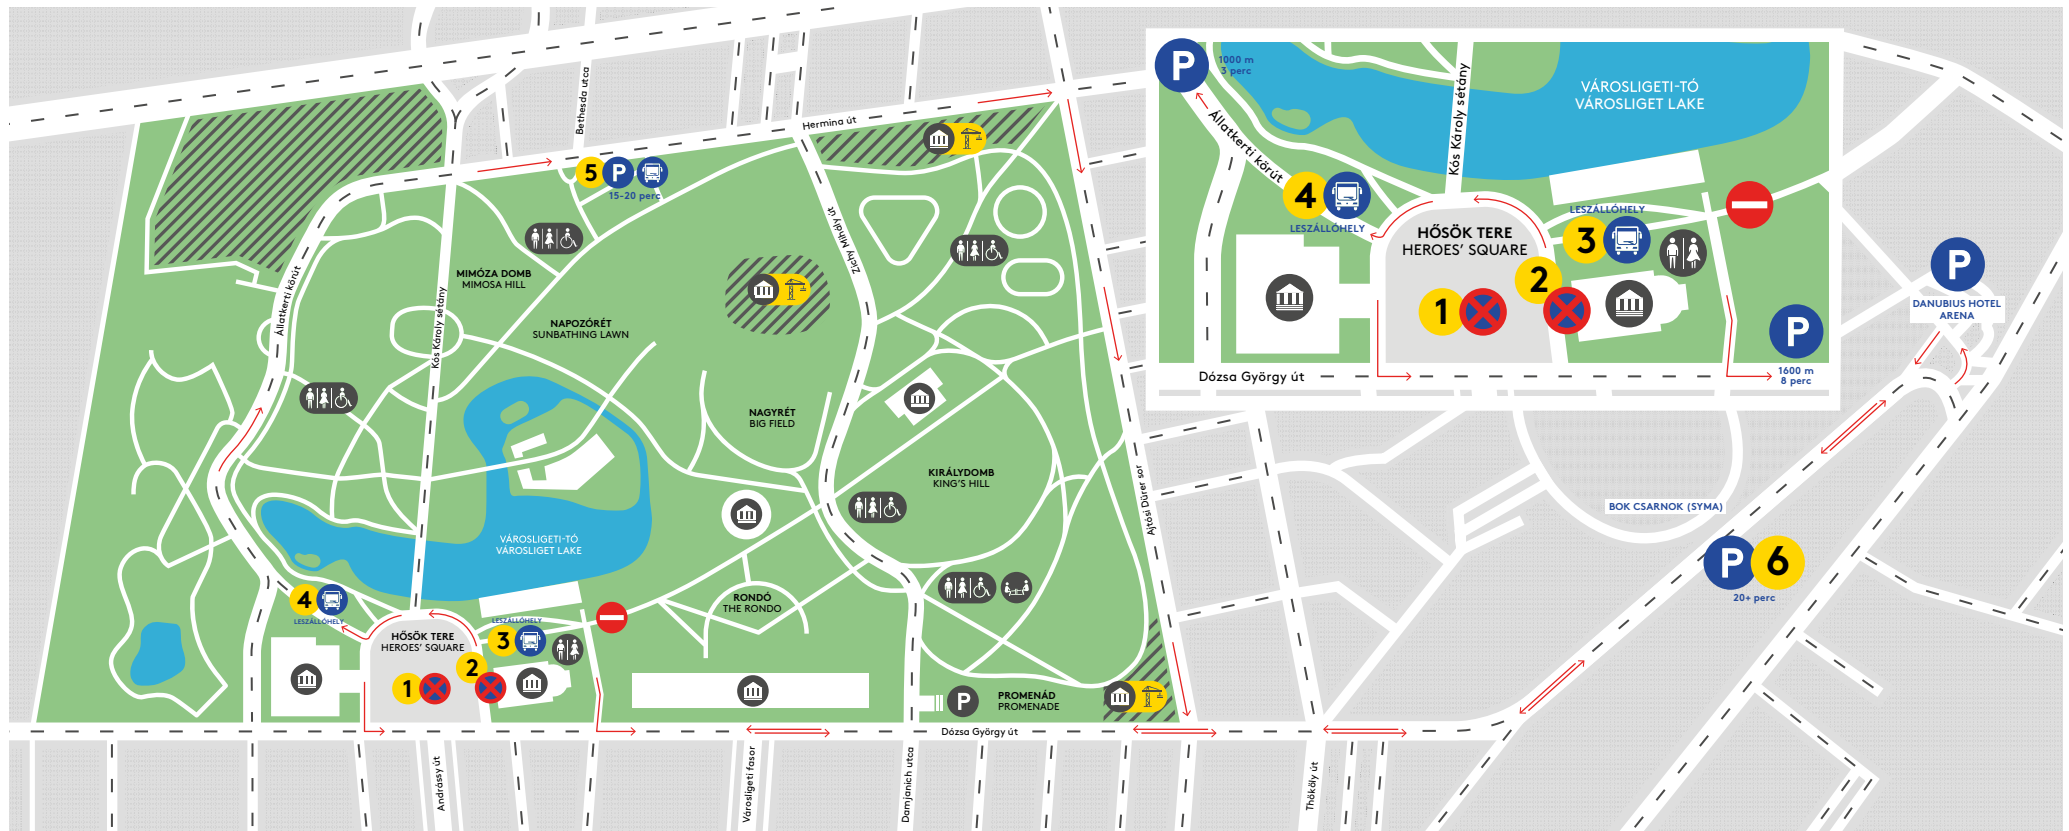 Bethesda utca
Hermina út
5
P
15-20 perc
Állatkerti körút
Kós Károly sétány
Zichy Mihály út
MIMÓZA DOMB
MIMOSA HILL
NAPOZÓRÉT
SUNBATHING LAWN
NAGYRÉT
BIG FIELD
KIRÁLYDOMB
KING'S HILL
VÁROSLIGETI-TÓ
VÁROSLIGET LAKE
RONDÓ
THE RONDO
4
LESZÁLLÓHELY
HŐSÖK TERE
HEROES' SQUARE
LESZÁLLÓHELY
3
2
1
P
PROMENÁD
PROMENADE
Dózsa György út
Andrássy út
Városligeti fasor
Damjanich utca
Thököly út
Ajtósi Dürer sor
P
1000 m
3 perc
Állatkerti körút
Kós Károly sétány
VÁROSLIGETI-TÓ
VÁROSLIGET LAKE
4
LESZÁLLÓHELY
HŐSÖK TERE
HEROES' SQUARE
LESZÁLLÓHELY
3
2
1
P
1600 m
8 perc
Dózsa György út
P
DANUBIUS HOTEL
ARENA
BOK CSARNOK (SYMA)
P
6
20+ perc